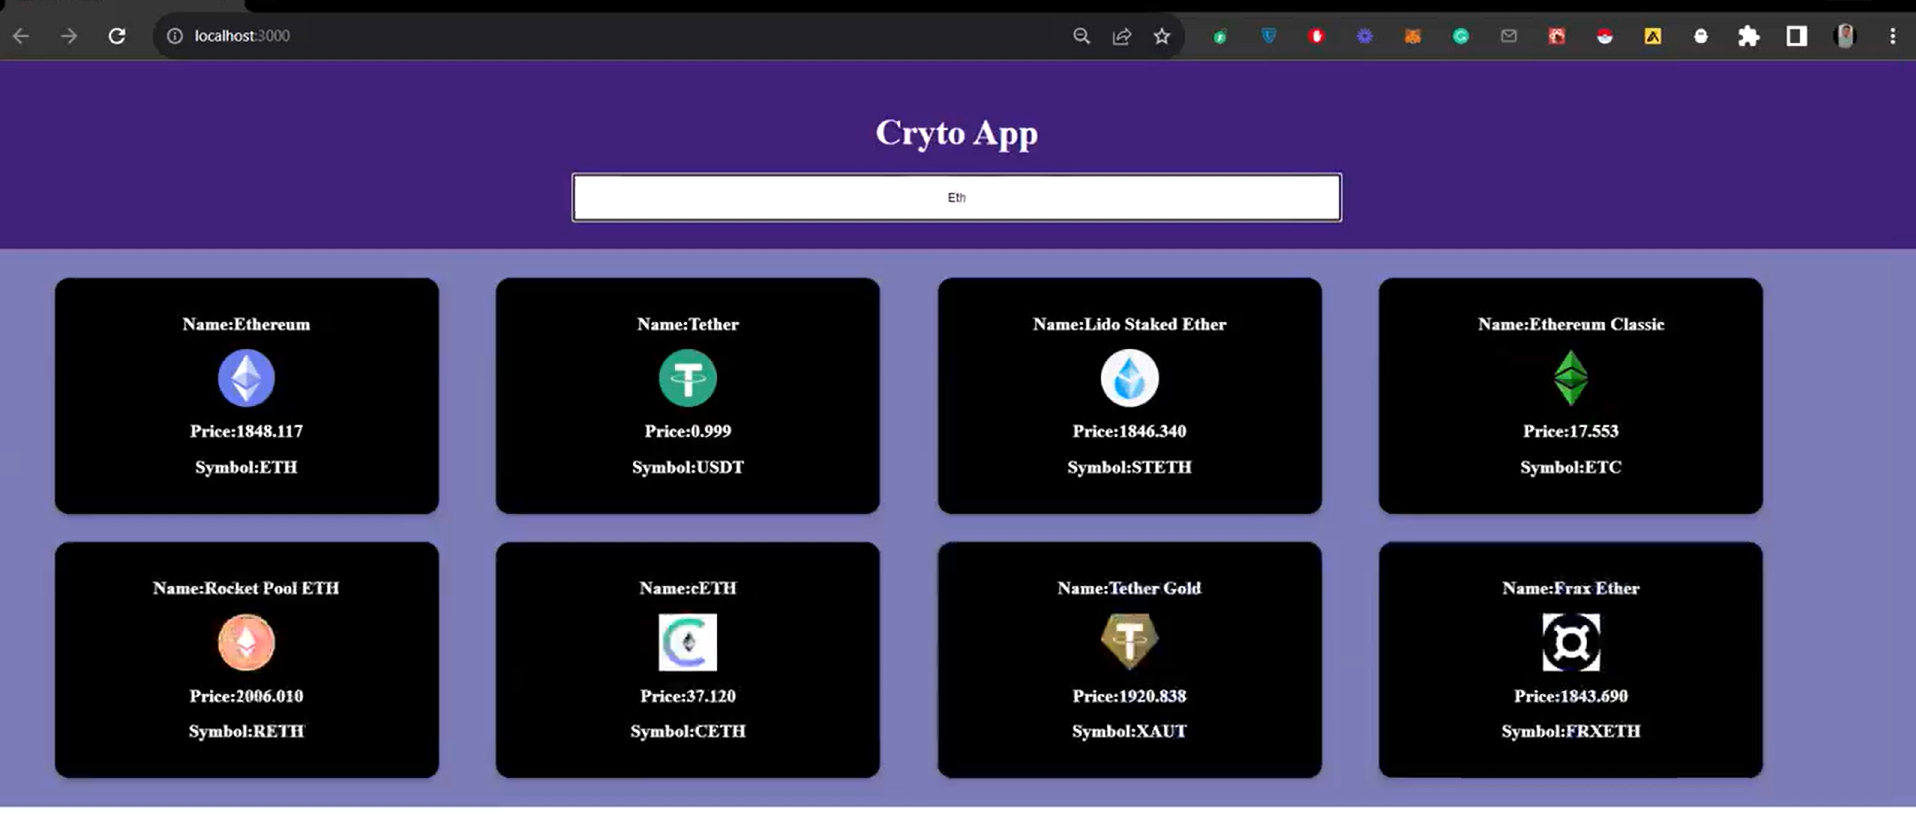 localhost:3000
Cryto App
Eth
Name:Ethereum
Price:1848.117
Symbol:ETH
Name:Tether
Price:0.999
Symbol:USDT
Name:Lido Staked Ether
Price:1846.340
Symbol:STETH
Name:Ethereum Classic
Price:17.553
Symbol:ETC
Name:Rocket Pool ETH
Price:2006.010
Symbol:RETH
Name:cETH
Price:37.120
Symbol:CETH
Name:Tether Gold
Price:1920.838
Symbol:XAUT
Name:Frax Ether
Price:1843.690
Symbol:FRXETH